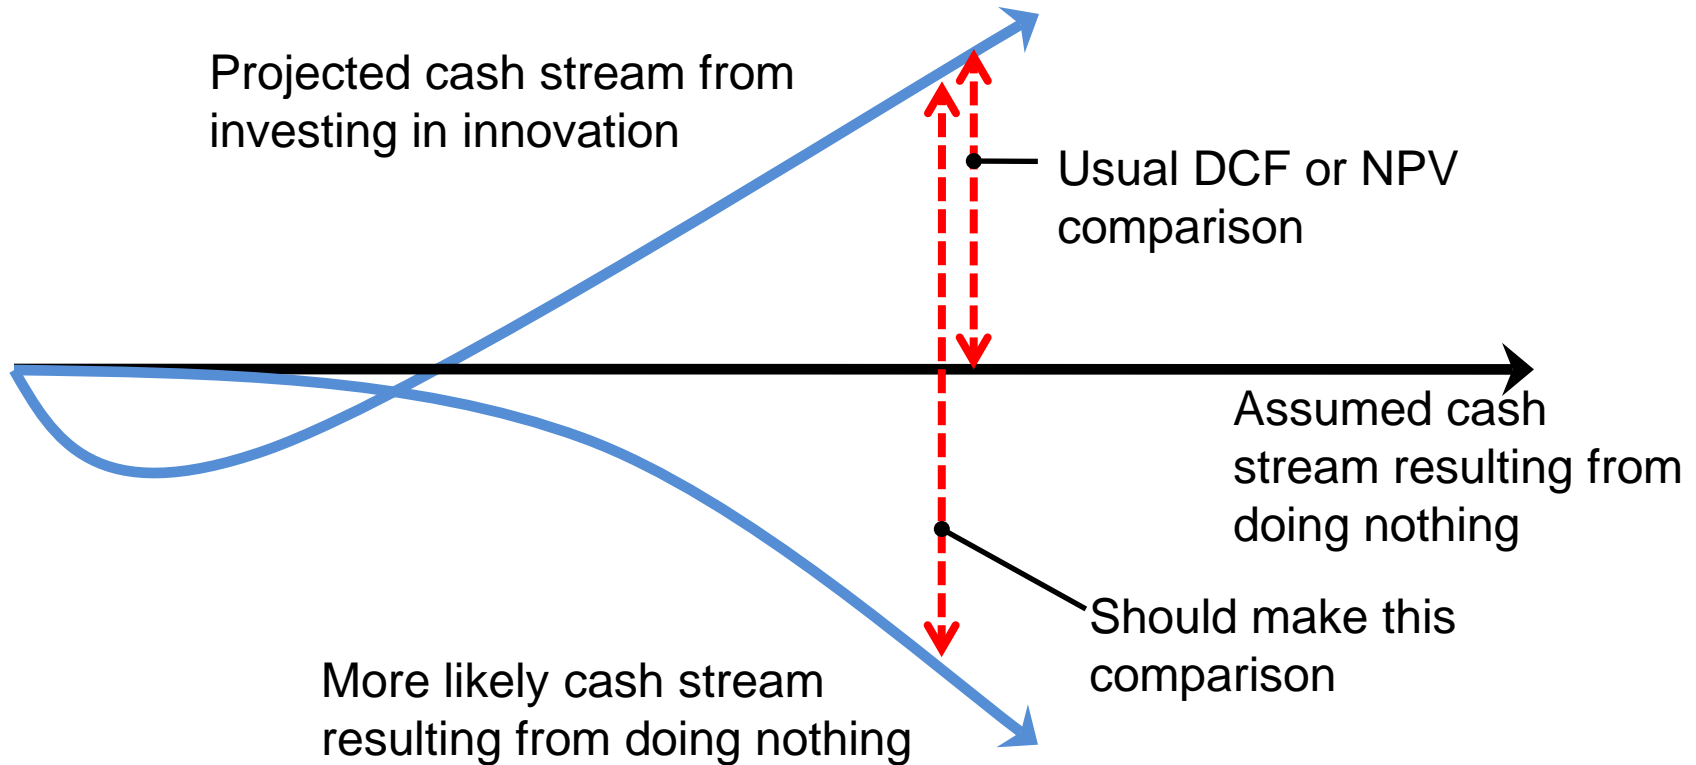 Projected cash stream from
investing in innovation
Usual DCF or NPV
comparison
Assumed cash
stream resulting from
doing nothing
Should make this
comparison
More likely cash stream
resulting from doing nothing